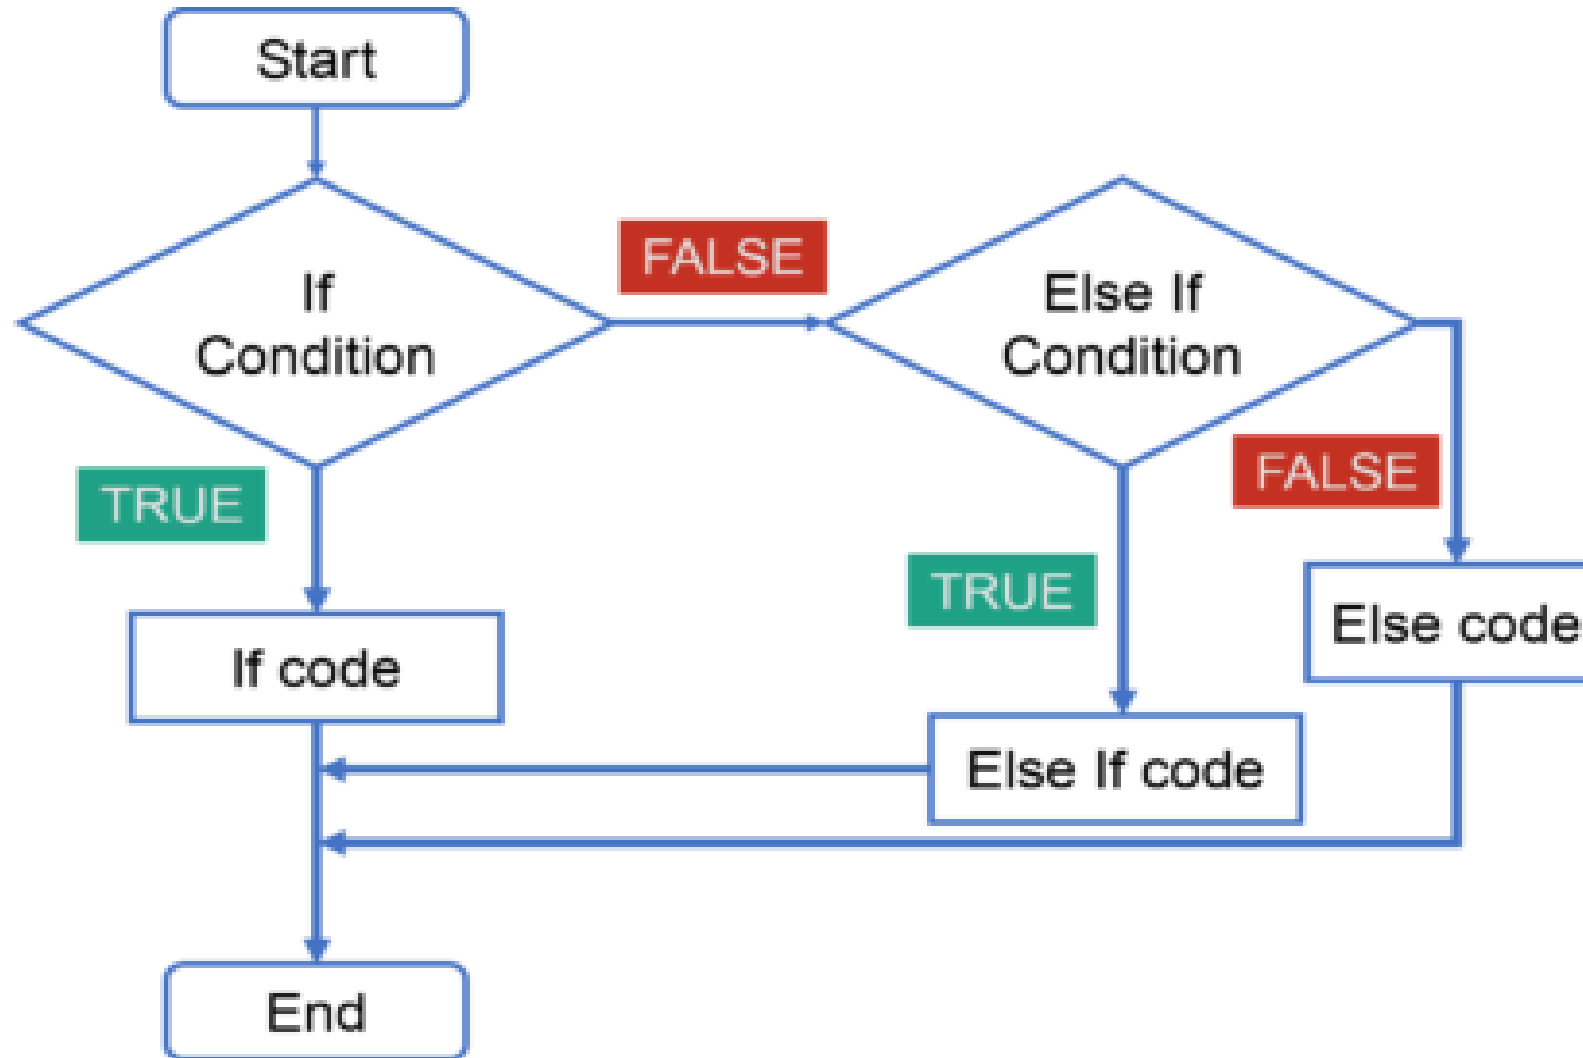 Start
If
Condition
FALSE
Else If
Condition
TRUE
FALSE
TRUE
If code
Else code
Else If code
End